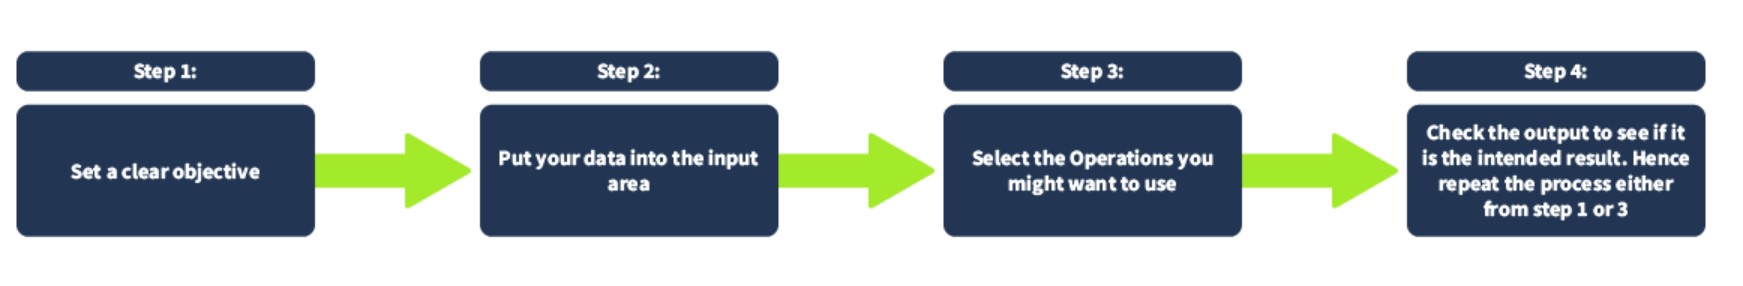 Step 1:
Set a clear objective
Step 2:
Put your data into the input
area
Step 3:
Select the Operations you
might want to use
Step 4:
Check the output to see if it
is the intended result. Hence
repeat the process either
from step 1 or 3